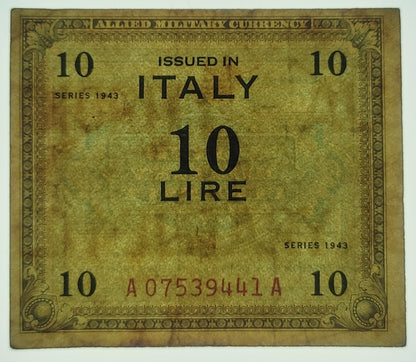 ALLIED MILITARY CURRENCY
10 ISSUED IN 10
SERIES 1943 ITALY
10
LIRE
SERIES 1943
10 A 07539441 A 10